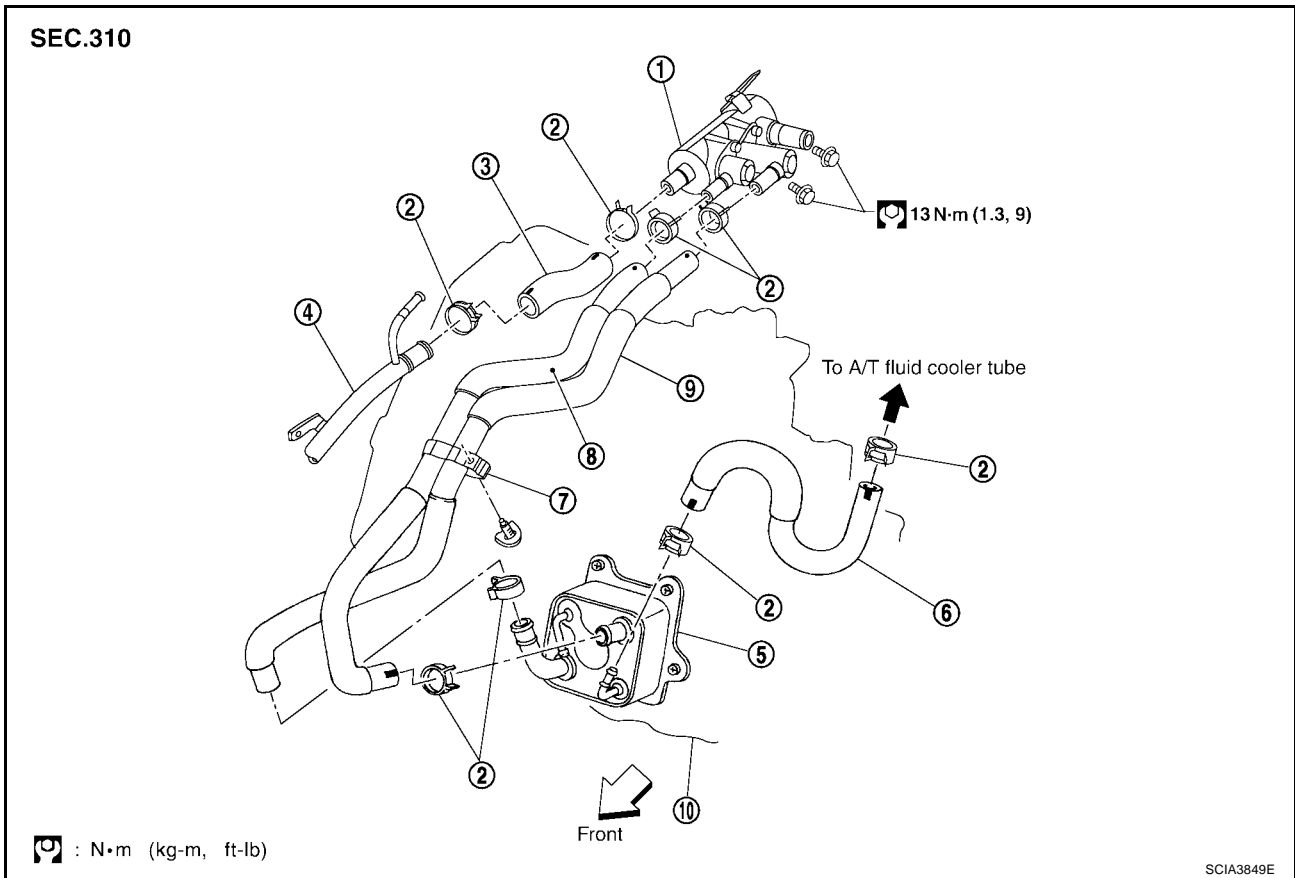 SEC.310
1
2
3
2
13 N·m (1.3, 9)
2
4
To A/T fluid cooler tube
9
8
2
7
2
6
5
2
10
Front
: N·m (kg-m, ft-lb)
SCIA3849E